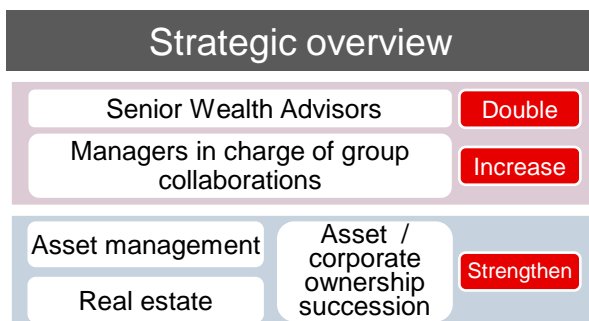 Strategic overview
Senior Wealth Advisors
Double
Managers in charge of group
collaborations
Increase
Asset management
Real estate
Asset /
corporate
ownership
succession
Strengthen